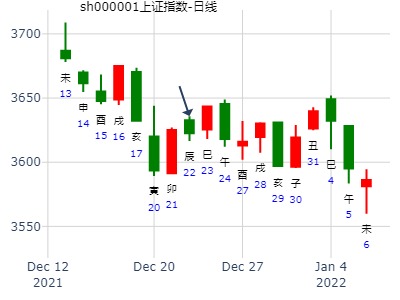 sh000001上证指数-日线
3700
3650
3600
3550
未
13
申
14
酉
15
戌
16
亥
17
寅
20
卯
21
辰
22
巳
23
午
24
酉
27
戌
28
亥
29
子
30
丑
31
巳
4
午
5
未
6
Dec 12
2021
Dec 20
Dec 27
Jan 4
2022